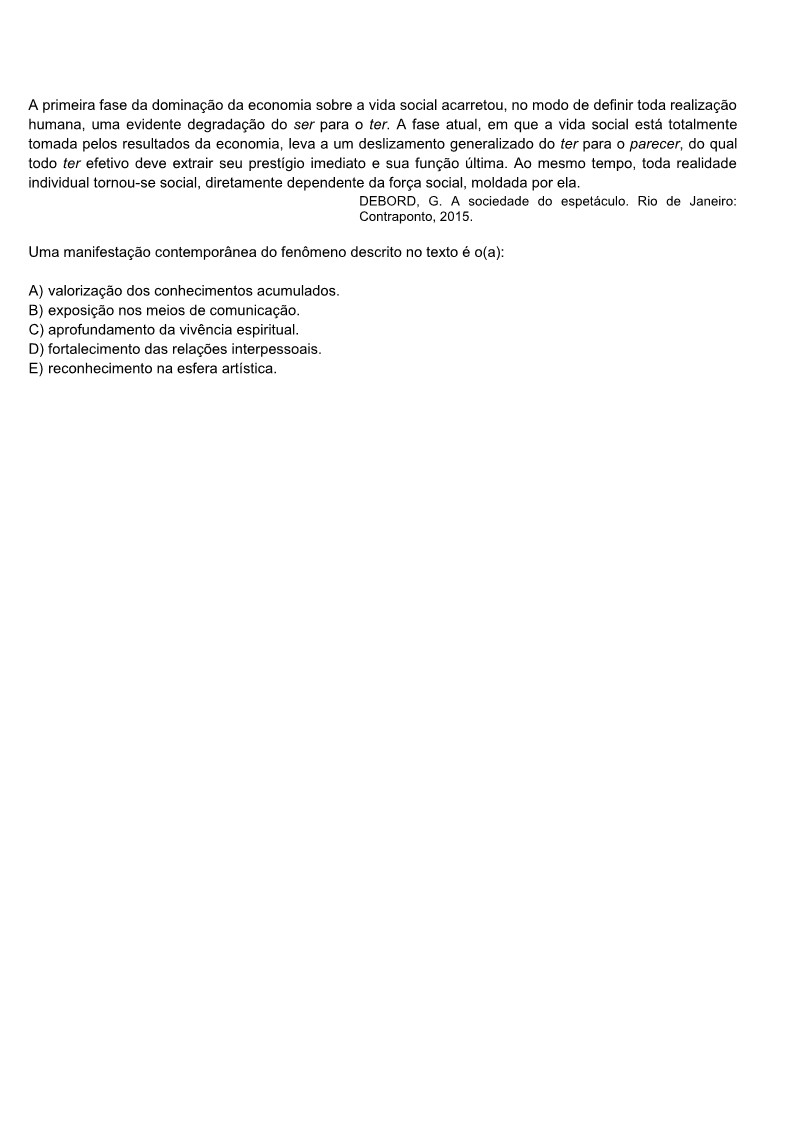 A primeira fase da dominação da economia sobre a vida social acarretou, no modo de definir toda realização
humana, uma evidente degradação do ser para o ter. A fase atual, em que a vida social está totalmente
tomada pelos resultados da economia, leva a um deslizamento generalizado do ter para o parecer, do qual
todo ter efetivo deve extrair seu prestígio imediato e sua função última. Ao mesmo tempo, toda realidade
individual tornou-se social, diretamente dependente da força social, moldada por ela.
DEBORD, G. A sociedade do espetáculo. Rio de Janeiro:
Contraponto, 2015.
Uma manifestação contemporânea do fenômeno descrito no texto é o(a):
A) valorização dos conhecimentos acumulados.
B) exposição nos meios de comunicação.
C) aprofundamento da vivência espiritual.
D) fortalecimento das relações interpessoais.
E) reconhecimento na esfera artística.